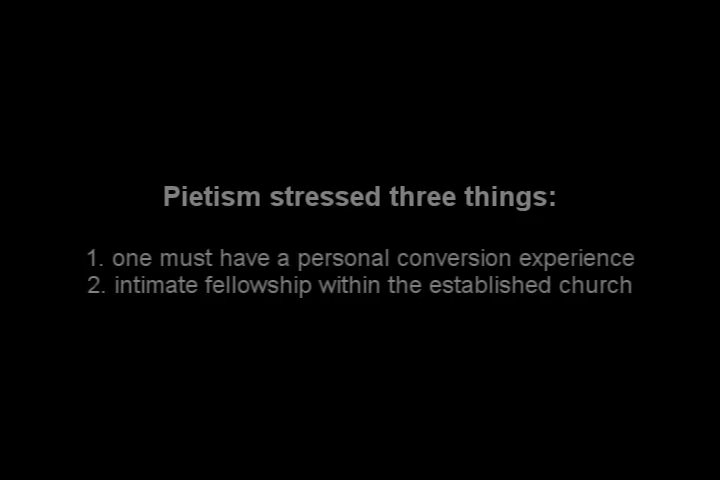 Pietism stressed three things:
1. one must have a personal conversion experience
2. intimate fellowship within the established church